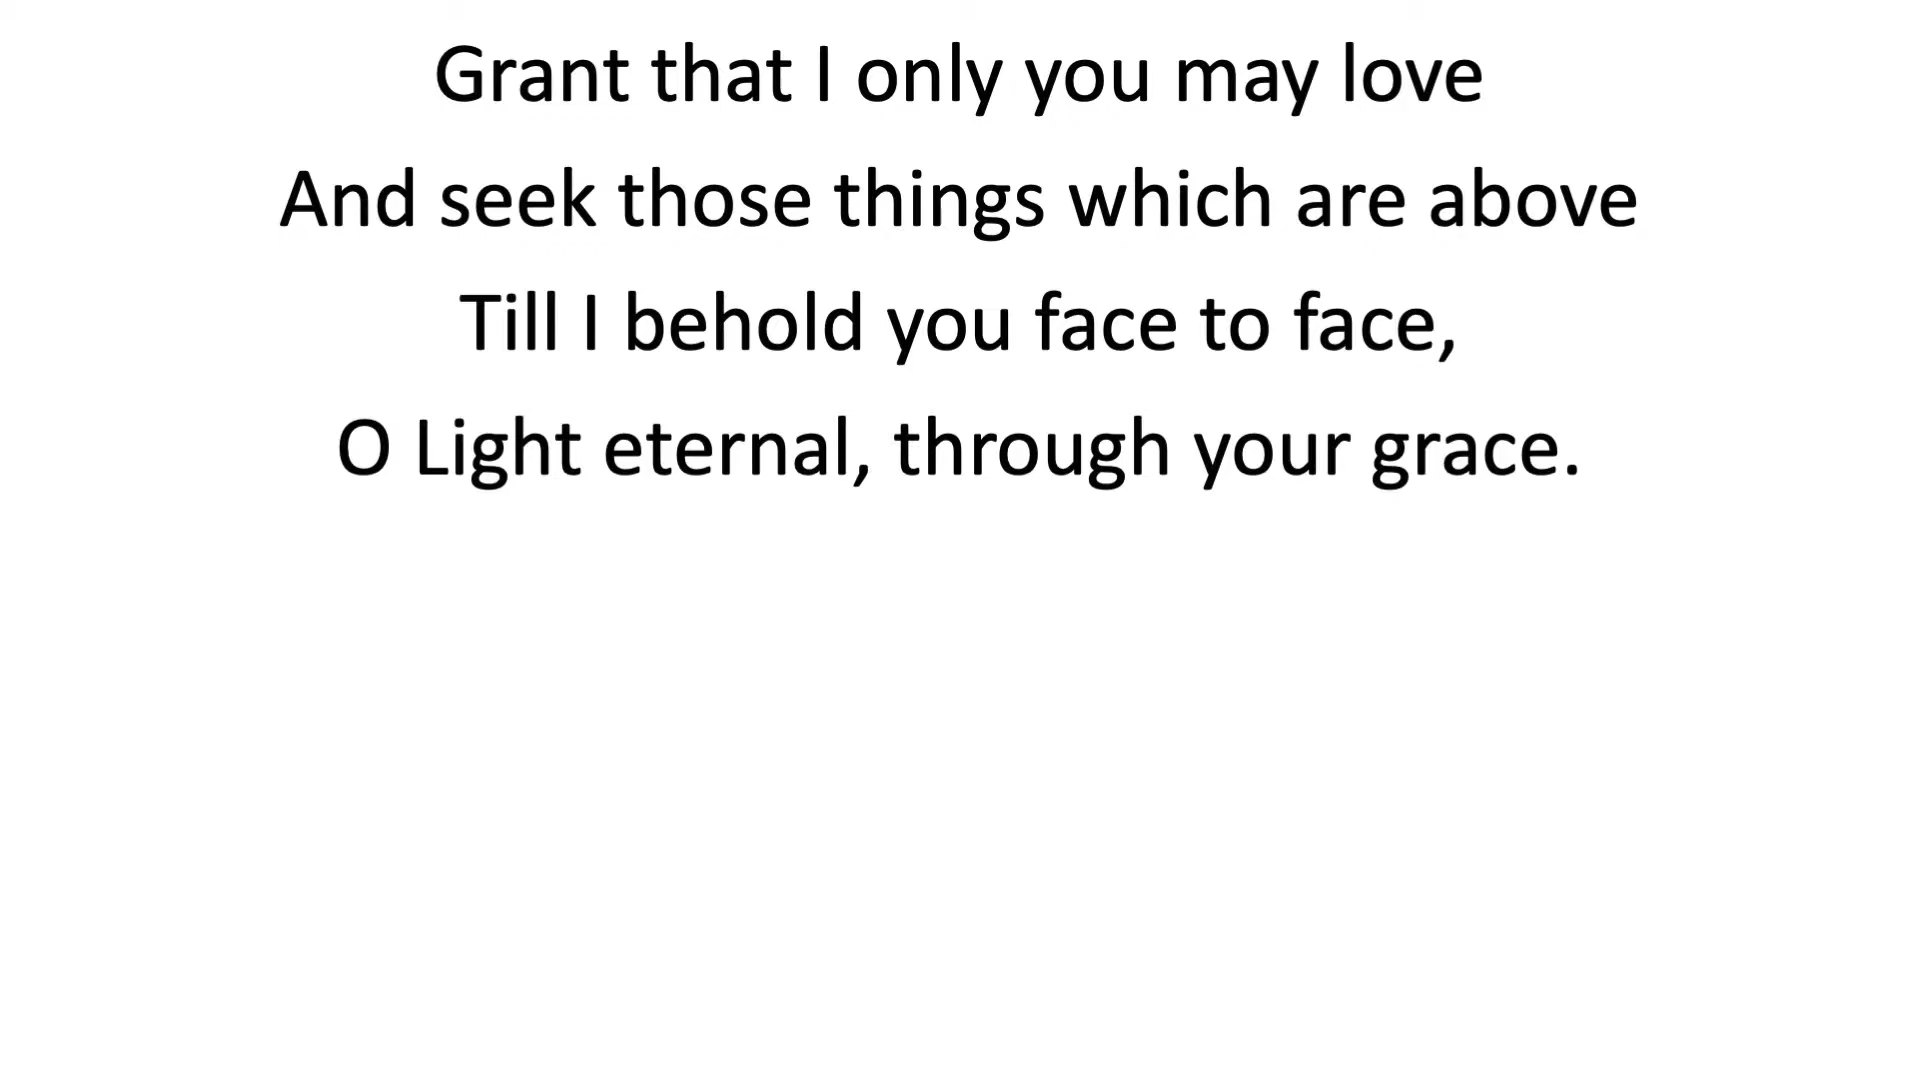 Grant that I only you may love
And seek those things which are above
Till I behold you face to face,
O Light eternal, through your grace.